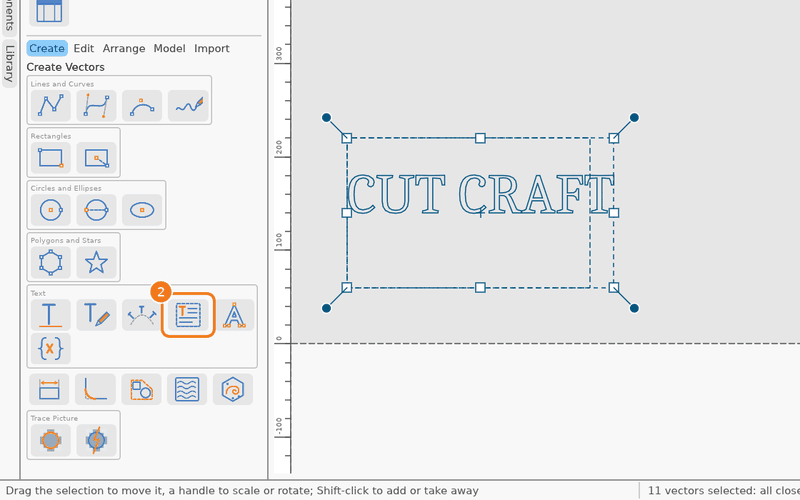 onents
Library
Create Edit Arrange Model Import
Create Vectors
Lines and Curves
Rectangles
Circles and Ellipses
Polygons and Stars
Text
2
Trace Picture
300
200
100
0
-100
CUT CRAFT
Drag the selection to move it, a handle to scale or rotate; Shift-click to add or take away
11 vectors selected: all close